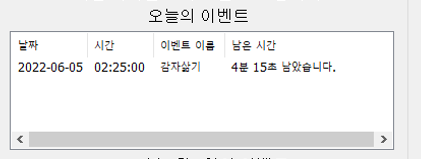 오늘의 이벤트
날짜 시간 이벤트 이름 남은 시간
2022-06-05 02:25:00 감자삶기 4분 15초 남았습니다.